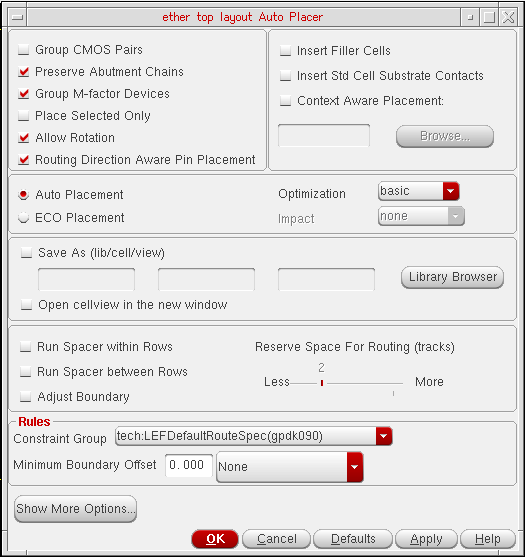 ether top layout Auto Placer
Group CMOS Pairs
Preserve Abutment Chains
Group M-factor Devices
Place Selected Only
Allow Rotation
Routing Direction Aware Pin Placement
Insert Filler Cells
Insert Std Cell Substrate Contacts
Context Aware Placement:
Browse...
Auto Placement
ECO Placement
Optimization basic
Impact none
Save As (lib/cell/view)
Library Browser
Open cellview in the new window
Run Spacer within Rows
Run Spacer between Rows
Adjust Boundary
Reserve Space For Routing (tracks)
2
Less More
Rules
Constraint Group tech:LEFDefaultRouteSpec(gpdk090)
Minimum Boundary Offset 0.000 None
Show More Options...
OK Cancel Defaults Apply Help